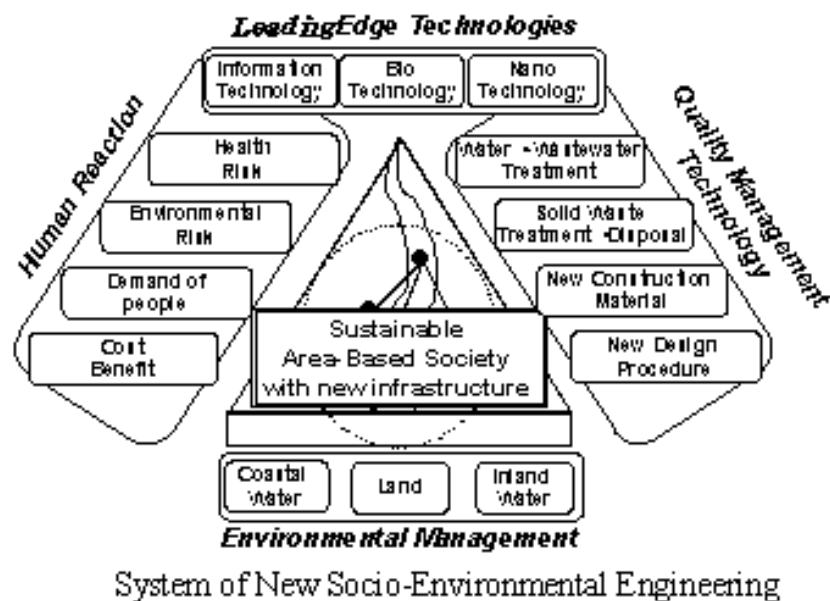 Leading Edge Technologies
Information
Technology
Bio
Technology
Nano
Technology
Human Reaction
Health
Risk
Environmental
Risk
Demand of
people
Cost
Benefit
Quality Management
Technology
Water · Wastewater
Treatment
Solid Waste
Treatment · Disposal
New Construction
Material
New Design
Procedure
Sustainable
Area-Based Society
with new infrastructure
Coastal
Water
Land
Inland
Water
Environmental Management
System of New Socio-Environmental Engineering